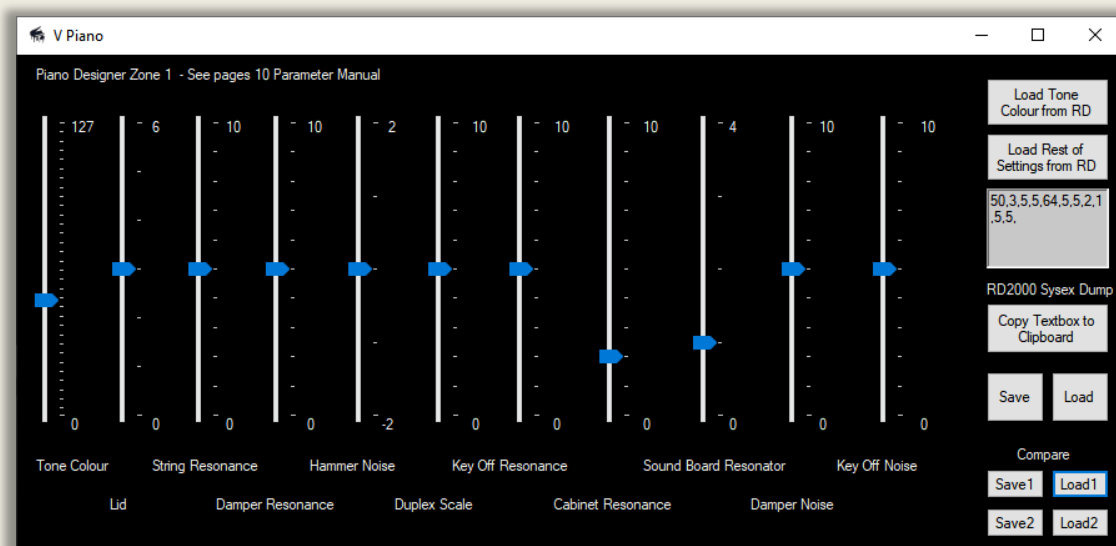 V Piano
Piano Designer Zone 1 - See pages 10 Parameter Manual
127 6 10 10 2 10 10 10 4 10 10
0 0 0 0 -2 0 0 0 0 0 0
Tone Colour String Resonance Hammer Noise Key Off Resonance Sound Board Resonator Key Off Noise
Lid Damper Resonance Duplex Scale Cabinet Resonance Damper Noise
Load Tone
Colour from RD
Load Rest of
Settings from RD
50,3,5,5,64,5,5,2,1
,5,5,
RD2000 Sysex Dump
Copy Textbox to
Clipboard
Save Load
Compare
Save1 Load1
Save2 Load2